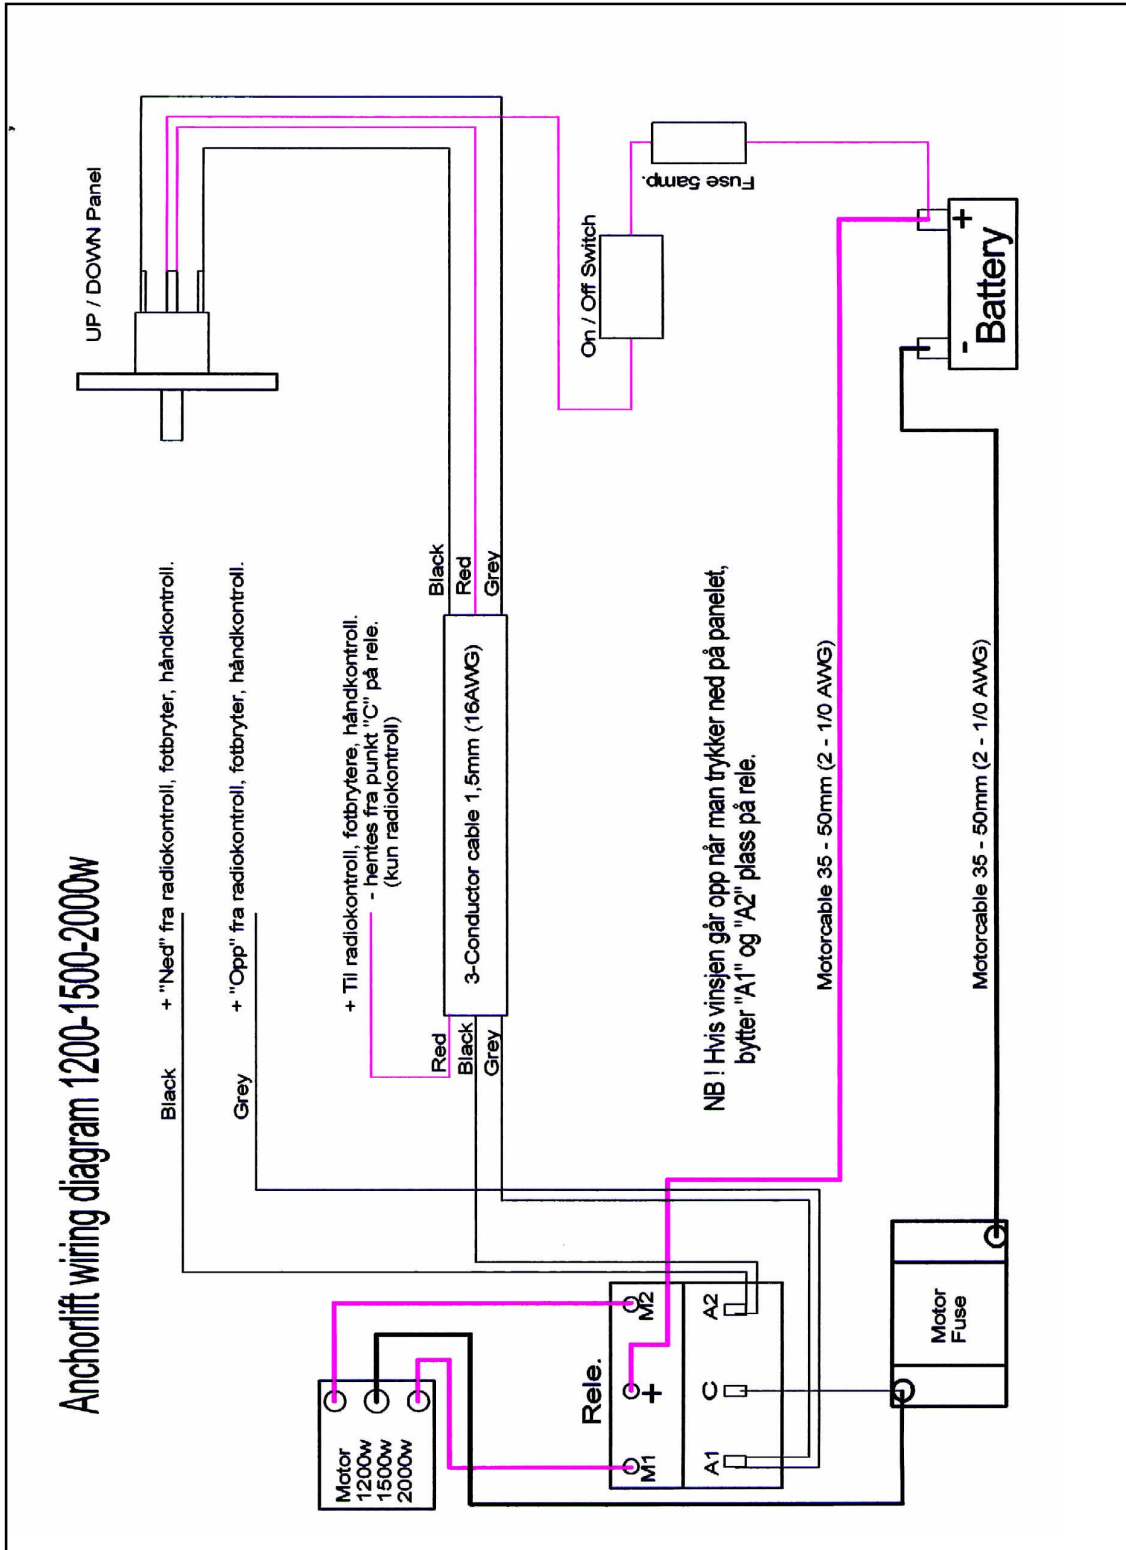 Anchorlift wiring diagram 1200-1500-2000w
Black
+ "Ned" fra radiokontroll, fotbryter, håndkontroll.
Grey
+ "Opp" fra radiokontroll, fotbryter, håndkontroll.
UP / DOWN Panel
+ Til radiokontroll, fotbrytere, håndkontroll.
- hentes fra punkt "C" på rele.
(kun radiokontroll)
Motor
1200w
1500w
2000w
Red
Black
Grey
3-Conductor cable 1,5mm (16AWG)
Black
Red
Grey
On / Off Switch
Fuse 5amp.
Rele.
M1
+
M2
A1
C
A2
NB ! Hvis vinsjen går opp når man trykker ned på panelet,
bytter "A1" og "A2" plass på rele.
Motorcable 35 - 50mm (2 - 1/0 AWG)
Motor
Fuse
Motorcable 35 - 50mm (2 - 1/0 AWG)
- +
Battery